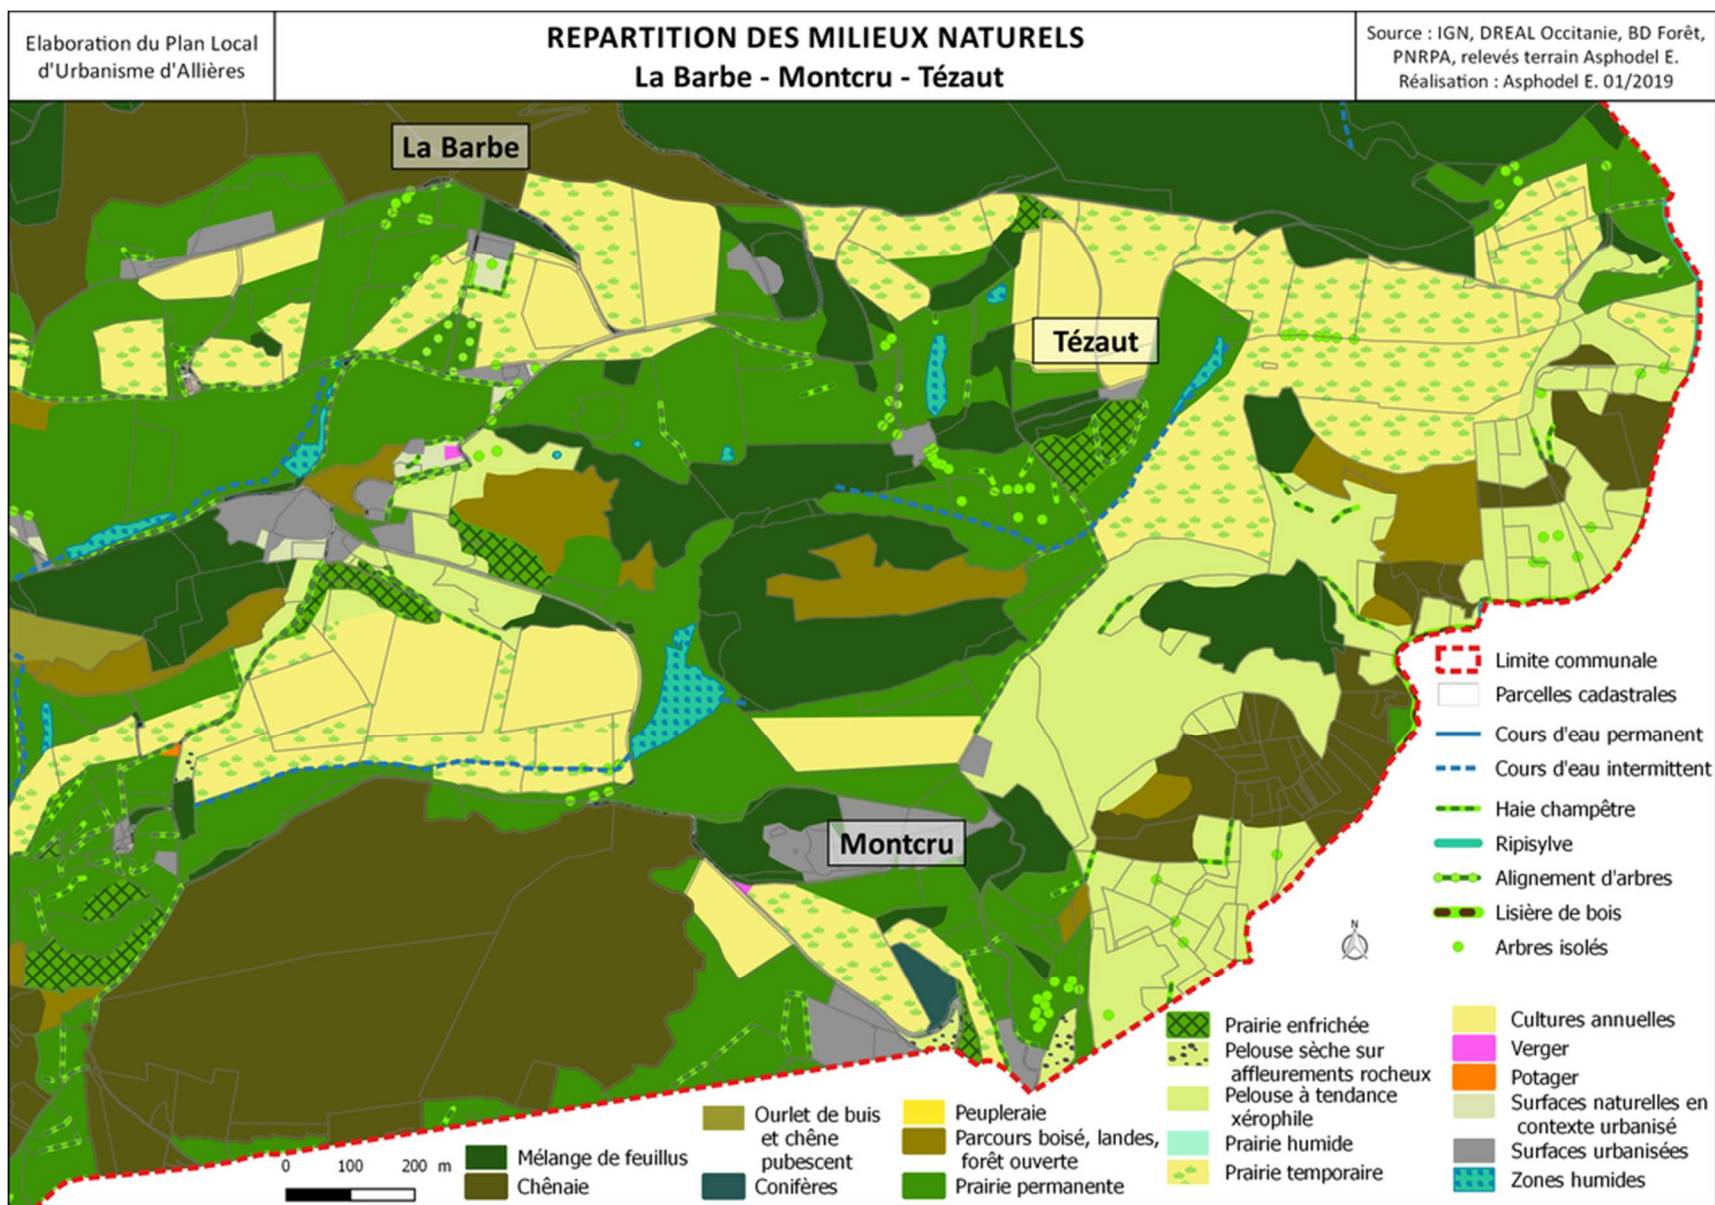 Elaboration du Plan Local
d'Urbanisme d'Allières
REPARTITION DES MILIEUX NATURELS
La Barbe - Montcru - Tézaut
Source : IGN, DREAL Occitanie, BD Forêt,
PNRPA, relevés terrain Asphodel E.
Réalisation : Asphodel E. 01/2019
La Barbe
Tézaut
Montcru
Limite communale
Parcelles cadastrales
Cours d'eau permanent
Cours d'eau intermittent
Haie champêtre
Ripisylve
Alignement d'arbres
Lisière de bois
Arbres isolés
N
0 100 200 m
Mélange de feuillus
Chênaie
Ourlet de buis
et chêne
pubescent
Conifères
Peupleraie
Parcours boisé, landes,
forêt ouverte
Prairie permanente
Prairie enfrichée
Pelouse sèche sur
affleurements rocheux
Pelouse à tendance
xérophile
Prairie humide
Prairie temporaire
Cultures annuelles
Verger
Potager
Surfaces naturelles en
contexte urbanisé
Surfaces urbanisées
Zones humides